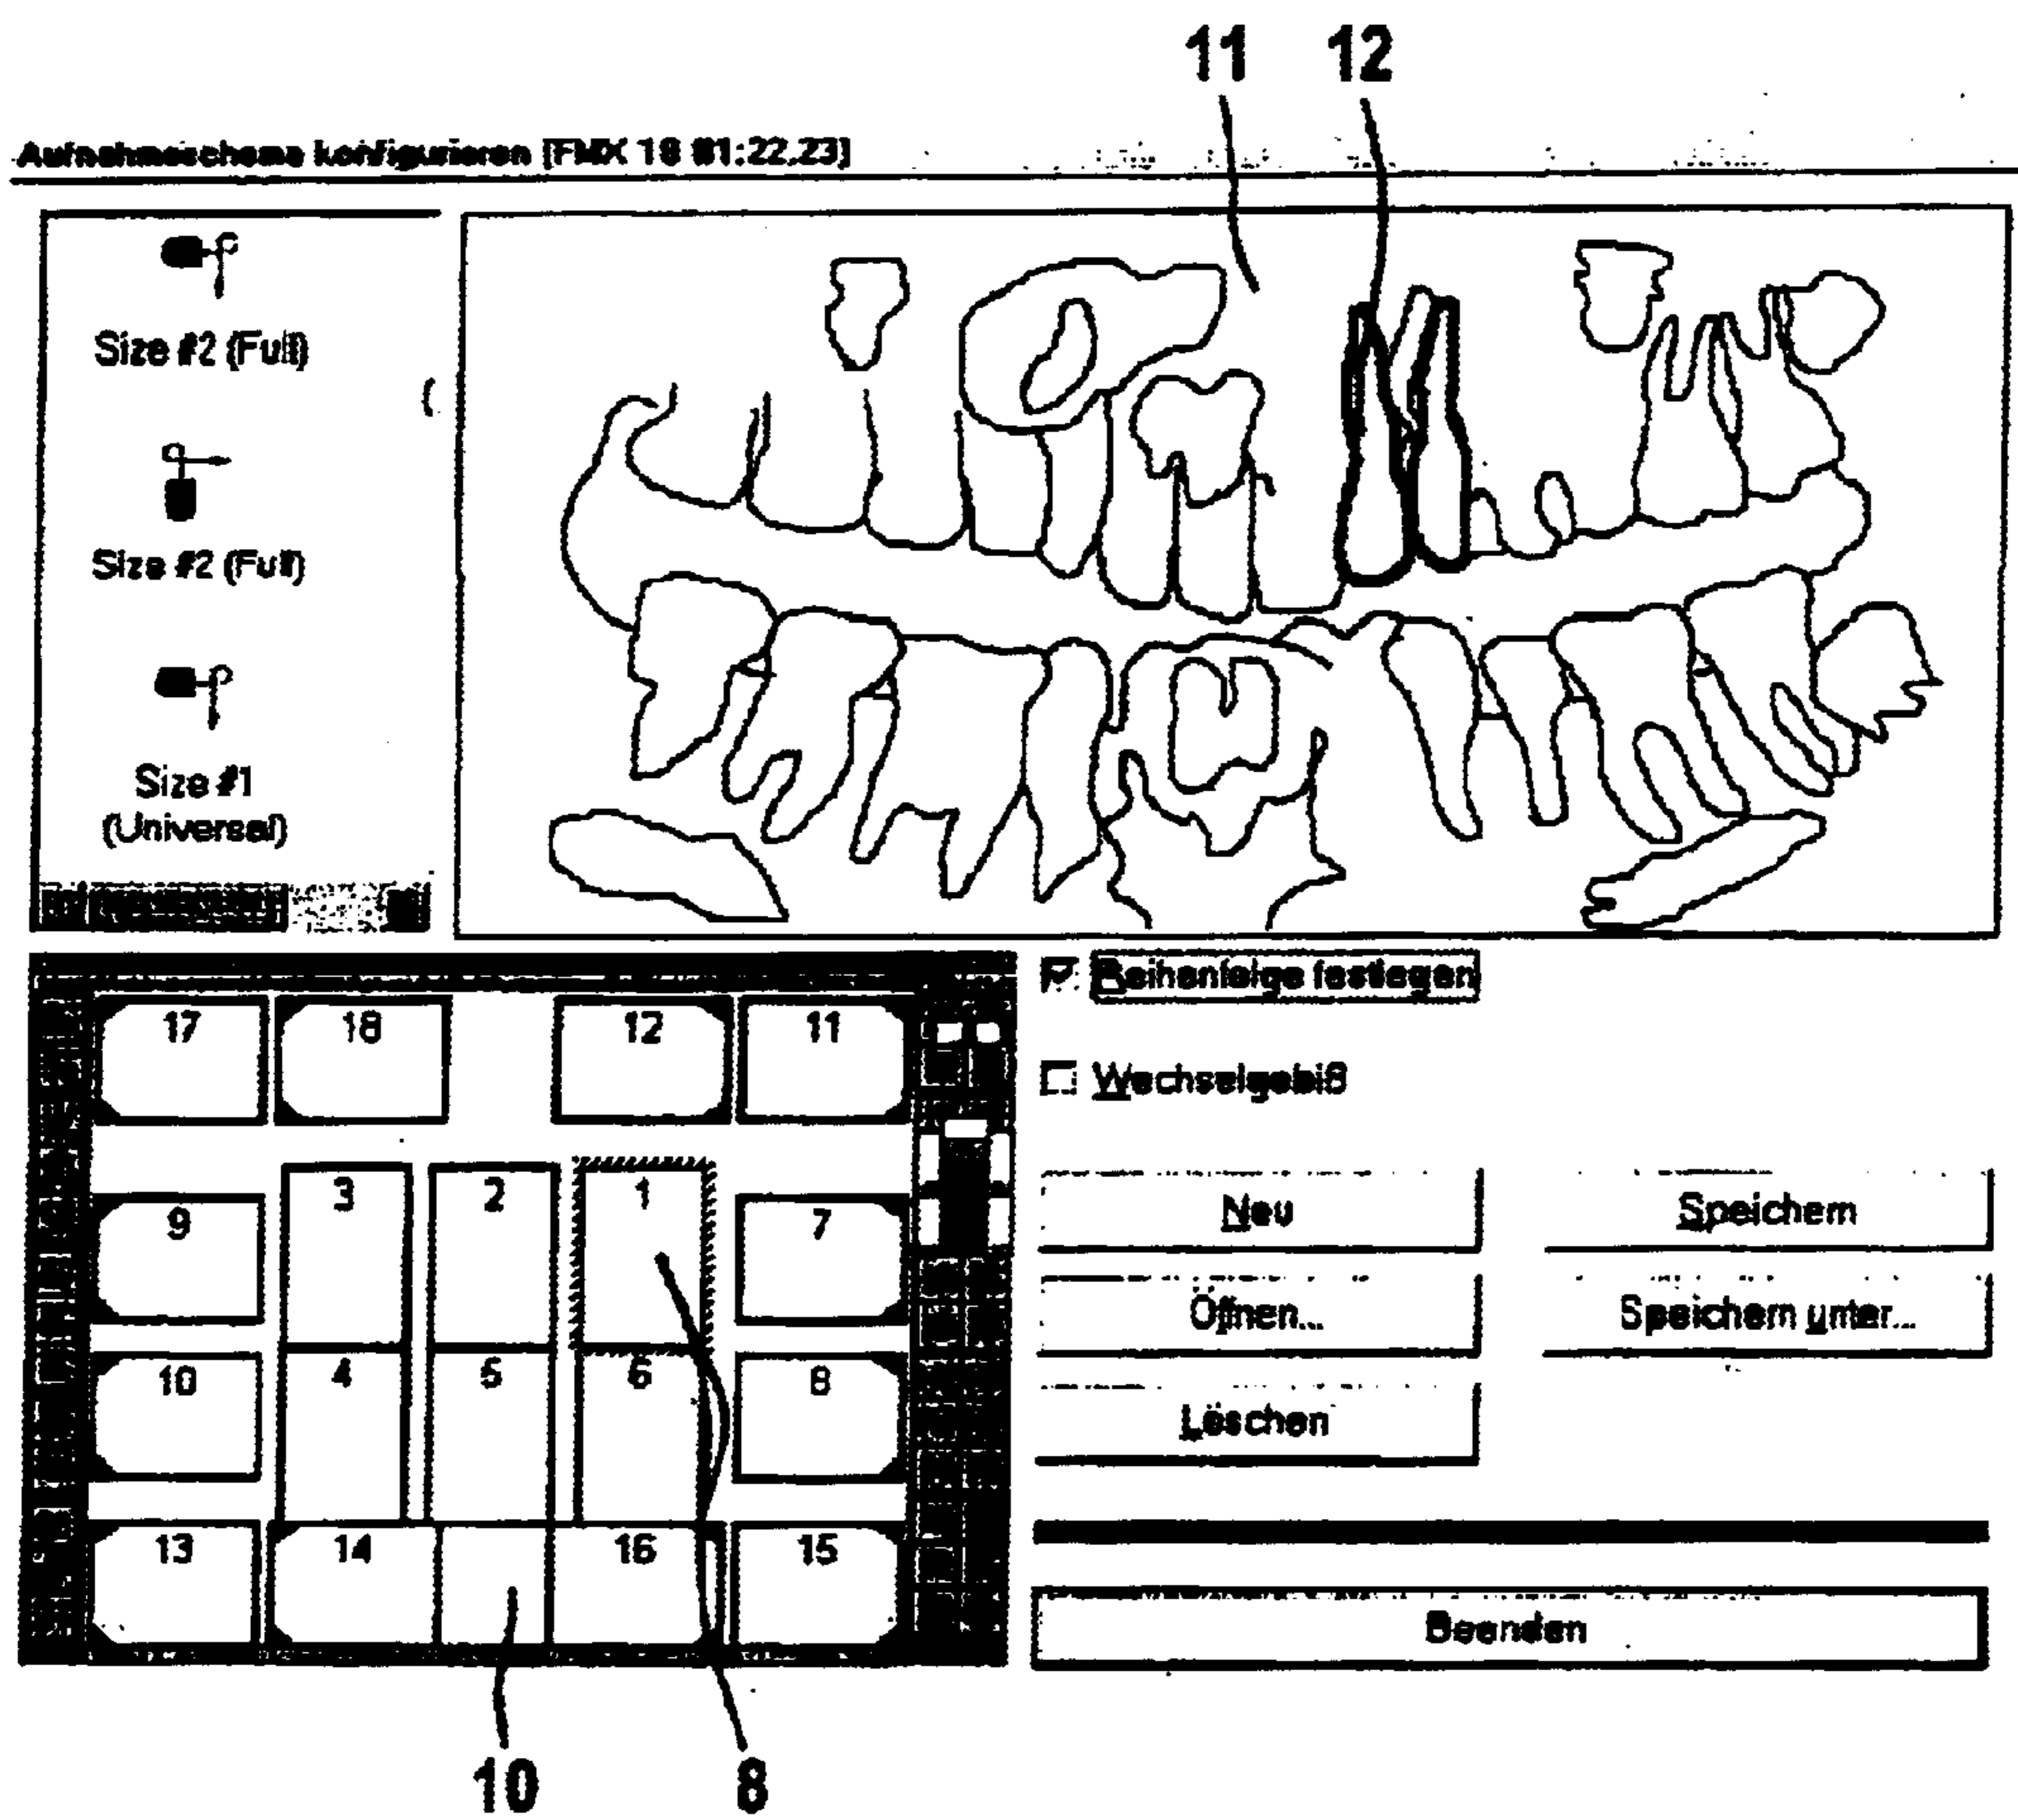 11 12
Aufnahmeschema konfigurieren [FMX 18 01:22.23]
Size #2 (Full)
Size #2 (Full)
Size #1
(Universal)
Reihenfolge festlegen
Wechselgebiß
17 18 12 11
3 2 1
9 7
4 5 6
10 8
13 14 16 15
Neu Speichern
Öffnen... Speichern unter...
Löschen
Beenden
10 8